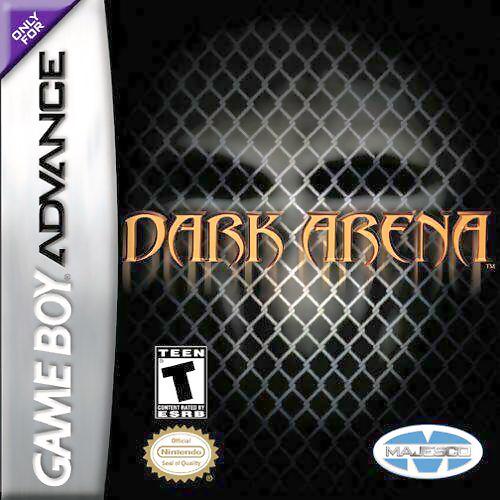 ONLY
FOR
GAME BOY ADVANCE
DARK ARENA
TM
TEEN
T
CONTENT RATED BY
ESRB
Official
Nintendo
Seal of Quality
MAJESCO